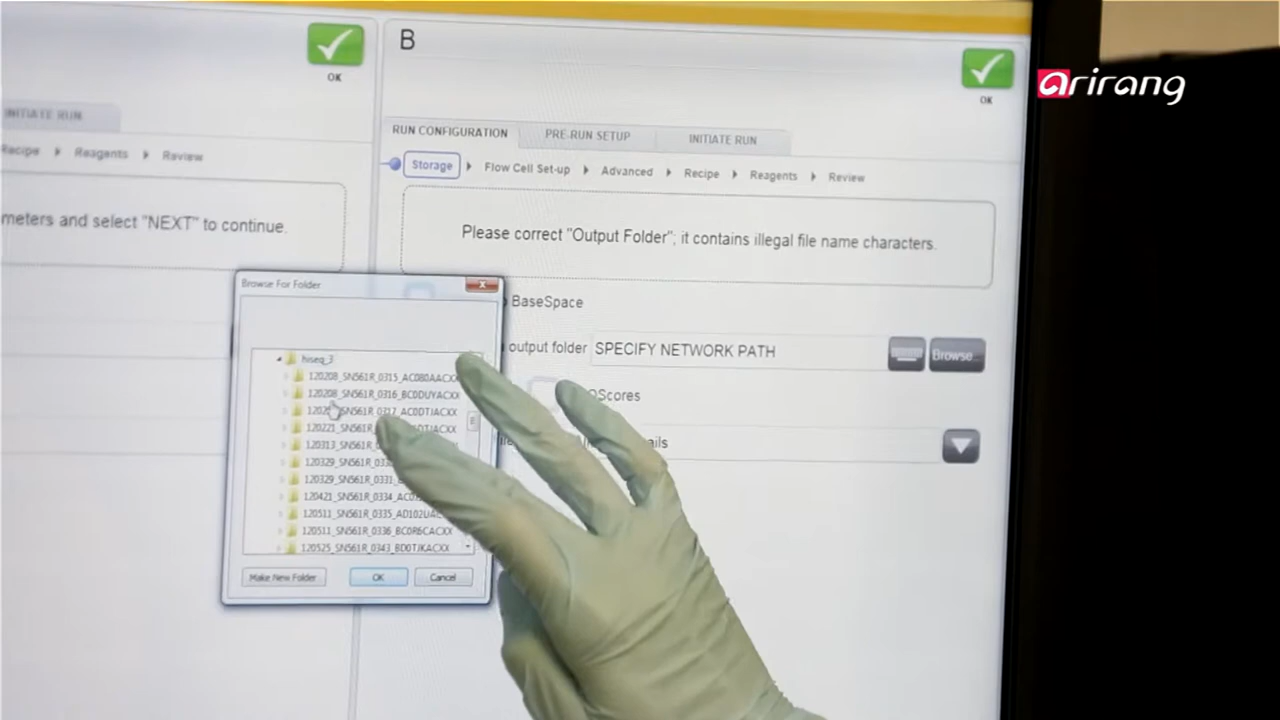 OK
B
OK
arirang
INITIATE RUN
RUN CONFIGURATION PRE-RUN SETUP INITIATE RUN
Recipe Reagents Review
Storage Flow Cell Set-up Advanced Recipe Reagents Review
meters and select "NEXT" to continue.
Please correct "Output Folder"; it contains illegal file name characters.
Browse For Folder
BaseSpace
output folder SPECIFY NETWORK PATH Browse
QScores
hiseq_3
120208_SN561R_0315_AC080AACXX
120208_SN561R_0316_BC0DUYACXX
SN561R_0317_AC0DTJACXX
120221_SN561R
120313_SN561R
120329_SN561R
120329_SN561R_0331
120421_SN561R_0334
120511_SN561R_0335_AD102UAC
120511_SN561R_0336_BC0R6CACXX
120525_SN561R_0343_BD0TJKACXX
Make New Folder OK Cancel